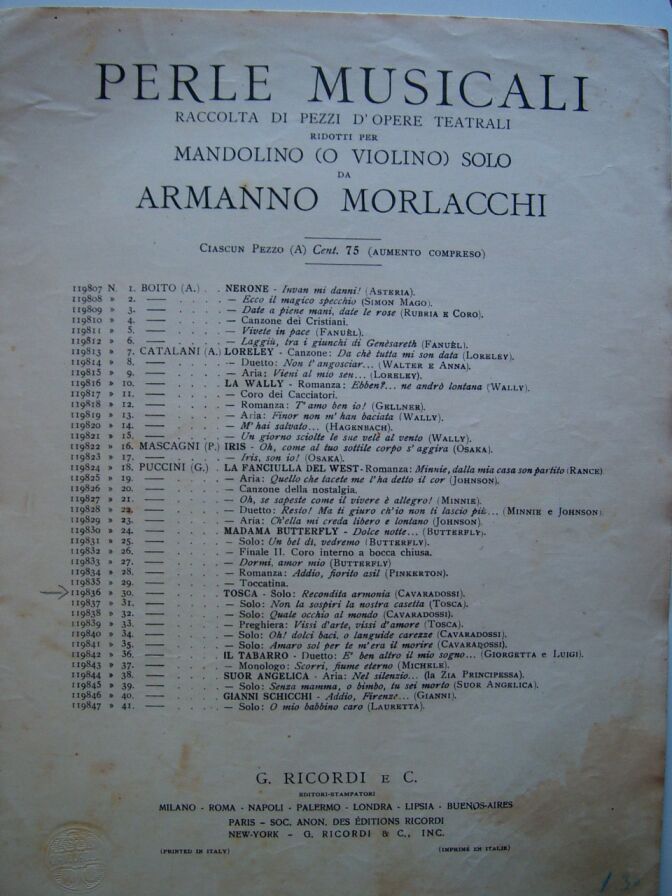 PERLE MUSICALI
RACCOLTA DI PEZZI D'OPERE TEATRALI
RIDOTTI PER
MANDOLINO (O VIOLINO) SOLO
DA
ARMANNO MORLACCHI
CIASCUN PEZZO (A) Cent. 75 (AUMENTO COMPRESO)
119807 N. 1. BOITO (A.) . . NERONE - Invan mi danni! (ASTERIA).
119808 » 2. — . . . . — Ecco il magico specchio (SIMON MAGO).
119809 » 3. — . . . . — Date a piene mani, date le rose (RUBRIA E CORO).
119810 » 4. — . . . . — Canzone dei Cristiani.
119811 » 5. — . . . . — Vivete in pace (FANUÈL).
119812 » 6. — . . . . — Laggiù, tra i giunchi di Genèsareth (FANUÈL).
119813 » 7. CATALANI (A.) LORELEY - Canzone: Da chè tutta mi son data (LORELEY).
119814 » 8. — . . . . — Duetto: Non t'angosciar... (WALTER E ANNA).
119815 » 9. — . . . . — Aria: Vieni al mio sen... (LORELEY).
119816 » 10. — . . . . LA WALLY - Romanza: Ebben?... ne andrò lontana (WALLY).
119817 » 11. — . . . . — Coro dei Cacciatori.
119818 » 12. — . . . . — Romanza: T'amo ben io! (GELLNER).
119819 » 13. — . . . . — Aria: Finor non m'han baciata (WALLY).
119820 » 14. — . . . . — M'hai salvato... (HAGENBACH).
119821 » 15. — . . . . — Un giorno sciolte le sue velè al vento (WALLY).
119822 » 16. MASCAGNI (P.) IRIS - Oh, come al tuo sottile corpo s'aggira (OSAKA).
119823 » 17. — . . . . — Iris, son io! (OSAKA).
119824 » 18. PUCCINI (G.) . LA FANCIULLA DEL WEST - Romanza: Minnie, dalla mia casa son partito (RANCE)
119825 » 19. — . . . . — Aria: Quello che tacete me l'ha detto il cor (JOHNSON).
119826 » 20. — . . . . — Canzone della nostalgia.
119827 » 21. — . . . . — Oh, se sapeste come il vivere è allegro! (MINNIE).
119828 » 22. — . . . . — Duetto: Resto! Ma ti giuro ch'io non ti lascio più... (MINNIE E JOHNSON)
119829 » 23. — . . . . — Aria: Ch'ella mi creda libero e lontano (JOHNSON).
119830 » 24. — . . . . MADAMA BUTTERFLY - Dolce notte... (BUTTERFLY).
119831 » 25. — . . . . — Solo: Un bel dì, vedremo (BUTTERFLY).
119832 » 26. — . . . . — Finale II. Coro interno a bocca chiusa.
119833 » 27. — . . . . — Dormi, amor mio (BUTTERFLY)
119834 » 28. — . . . . — Romanza: Addio, fiorito asil (PINKERTON).
119835 » 29. — . . . . — Toccatina.
119836 » 30. — . . . . TOSCA - Solo: Recondita armonia (CAVARADOSSI).
119837 » 31. — . . . . — Solo: Non la sospiri la nostra casetta (TOSCA).
119838 » 32. — . . . . — Solo: Quale occhio al mondo (CAVARADOSSI).
119839 » 33. — . . . . — Preghiera: Vissi d'arte, vissi d'amore (TOSCA).
119840 » 34. — . . . . — Solo: Oh! dolci baci, o languide carezze (CAVARADOSSI).
119841 » 35. — . . . . — Solo: Amaro sol per te m'era il morire (CAVARADOSSI).
119842 » 36. — . . . . IL TABARRO - Duetto: E' ben altro il mio sogno... (GIORGETTA E LUIGI).
119843 » 37. — . . . . — Monologo: Scorri, fiume eterno (MICHELE).
119844 » 38. — . . . . SUOR ANGELICA - Aria: Nel silenzio... (la ZIA PRINCIPESSA).
119845 » 39. — . . . . — Solo: Senza mamma, o bimbo, tu sei morto (SUOR ANGELICA).
119846 » 40. — . . . . GIANNI SCHICCHI - Addio, Firenze... (GIANNI).
119847 » 41. — . . . . — Solo: O mio babbino caro (LAURETTA).
G. RICORDI E C.
EDITORI-STAMPATORI
MILANO - ROMA - NAPOLI - PALERMO - LONDRA - LIPSIA - BUENOS-AIRES
PARIS - SOC. ANON. DES ÉDITIONS RICORDI
NEW-YORK - G. RICORDI & C., INC.
(PRINTED IN ITALY) (IMPRIMÉ EN ITALIE)